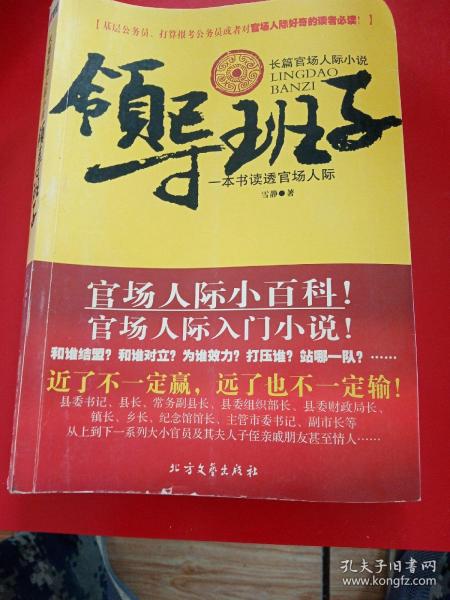 【基层公务员、打算报考公务员或者对官场人际好奇的读者必读！】
长篇官场人际小说
LINGDAO
BANZI
领导班子
一本书读透官场人际
雪静●著
官场人际小百科！
官场人际入门小说！
和谁结盟？和谁对立？为谁效力？打压谁？站哪一队？……
近了不一定赢，远了也不一定输！
县委书记、县长、常务副县长、县委组织部长、县委财政局长、
镇长、乡长、纪念馆馆长、主管市委书记、副市长等
从上到下一系列大小官员及其夫人子侄亲戚朋友甚至情人……
北方文艺出版社
孔夫子旧书网
www.kongfz.com